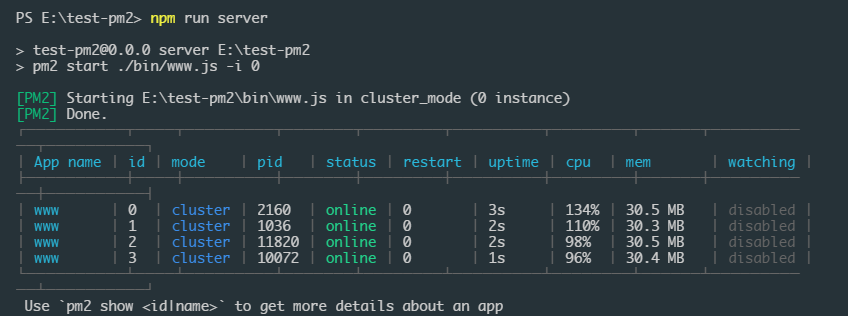 PS E:\test-pm2> npm run server
> test-pm2@0.0.0 server E:\test-pm2
> pm2 start ./bin/www.js -i 0
[PM2] Starting E:\test-pm2\bin\www.js in cluster_mode (0 instance)
[PM2] Done.
│ App name │ id │ mode │ pid │ status │ restart │ uptime │ cpu │ mem │ watching │
│ www │ 0 │ cluster │ 2160 │ online │ 0 │ 3s │ 134% │ 30.5 MB │ disabled │
│ www │ 1 │ cluster │ 1036 │ online │ 0 │ 2s │ 110% │ 30.3 MB │ disabled │
│ www │ 2 │ cluster │ 11820 │ online │ 0 │ 2s │ 98% │ 30.5 MB │ disabled │
│ www │ 3 │ cluster │ 10072 │ online │ 0 │ 1s │ 96% │ 30.4 MB │ disabled │
Use `pm2 show <id|name>` to get more details about an app